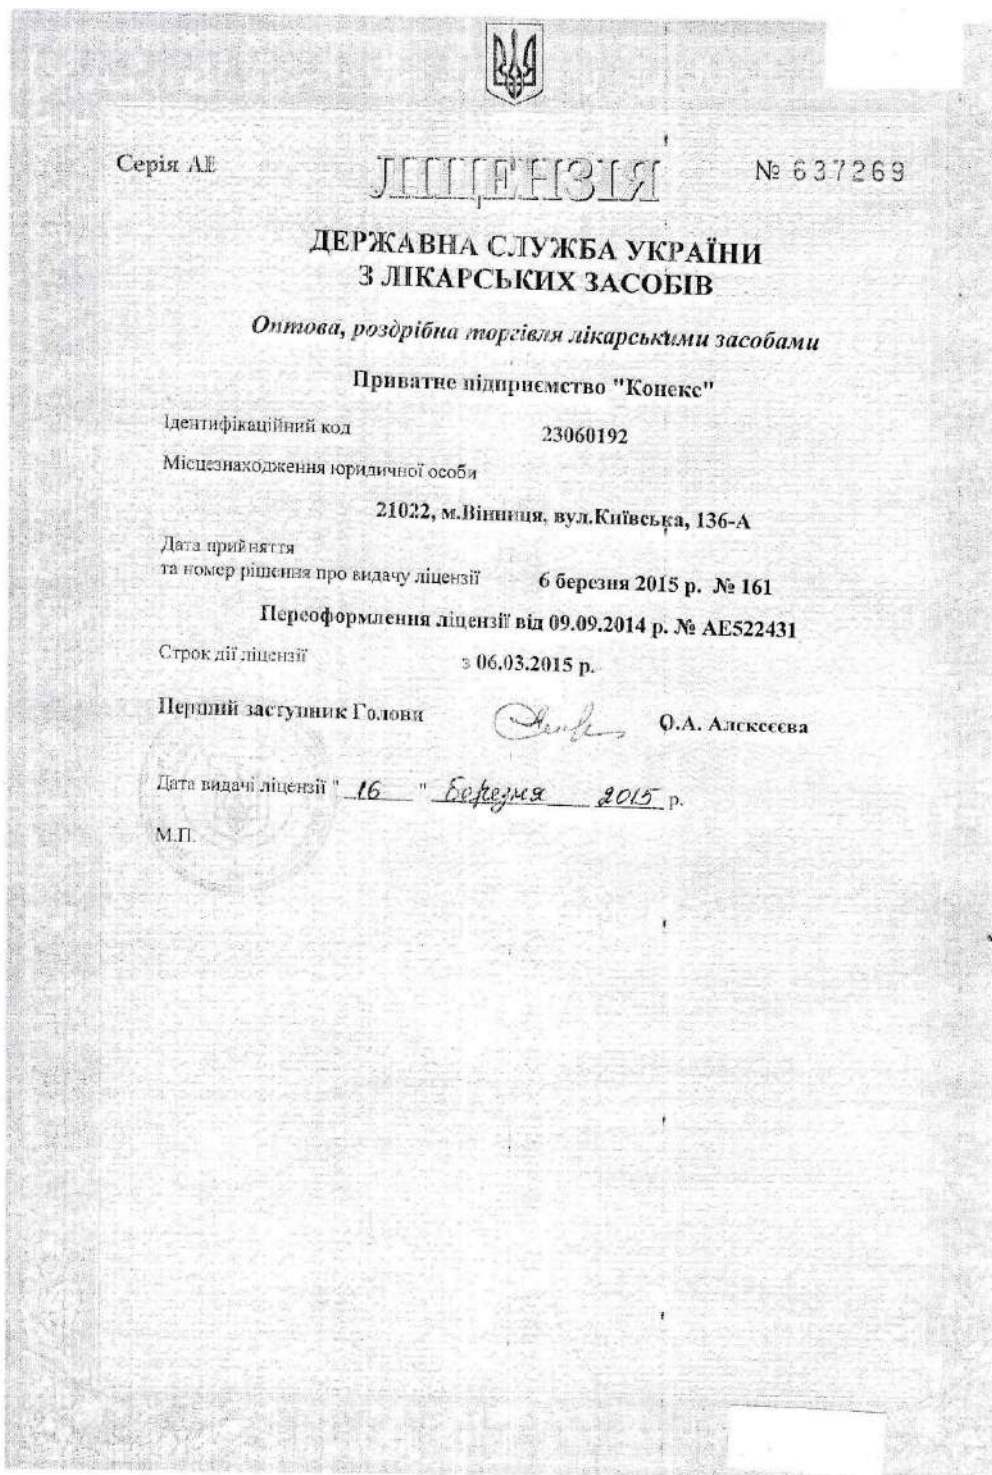 Серія АЕ
ЛІЦЕНЗІЯ
№ 637269
ДЕРЖАВНА СЛУЖБА УКРАЇНИ
З ЛІКАРСЬКИХ ЗАСОБІВ
Оптова, роздрібна торгівля лікарськими засобами
Приватне підприємство "Конекс"
Ідентифікаційний код 23060192
Місцезнаходження юридичної особи
21022, м.Вінниця, вул.Київська, 136-А
Дата прийняття
та номер рішення про видачу ліцензії 6 березня 2015 р. № 161
Переоформлення ліцензії від 09.09.2014 р. № АЕ522431
Строк дії ліцензії з 06.03.2015 р.
Перший заступник Голови О.А. Алексєєва
Дата видачі ліцензії " 16 " березня 2015 р.
М.П.